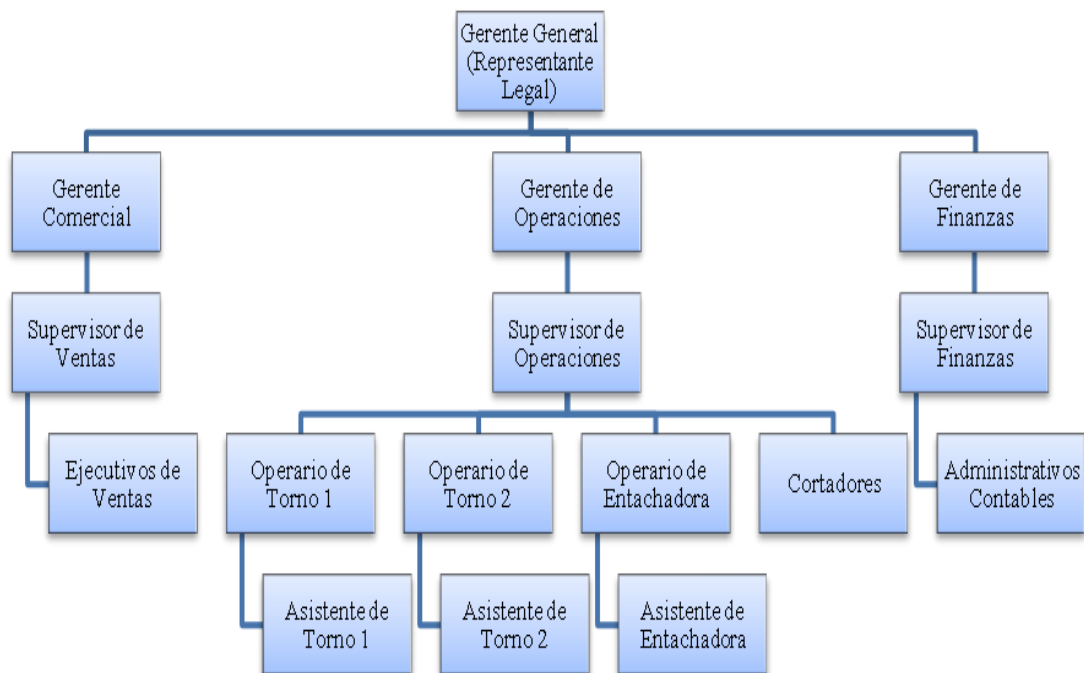 Gerente General
(Representante
Legal)
Gerente
Comercial
Gerente de
Operaciones
Gerente de
Finanzas
Supervisor de
Ventas
Supervisor de
Operaciones
Supervisor de
Finanzas
Ejecutivos de
Ventas
Operario de
Torno 1
Operario de
Torno 2
Operario de
Entachadora
Cortadores
Administrativos
Contables
Asistente de
Torno 1
Asistente de
Torno 2
Asistente de
Entachadora